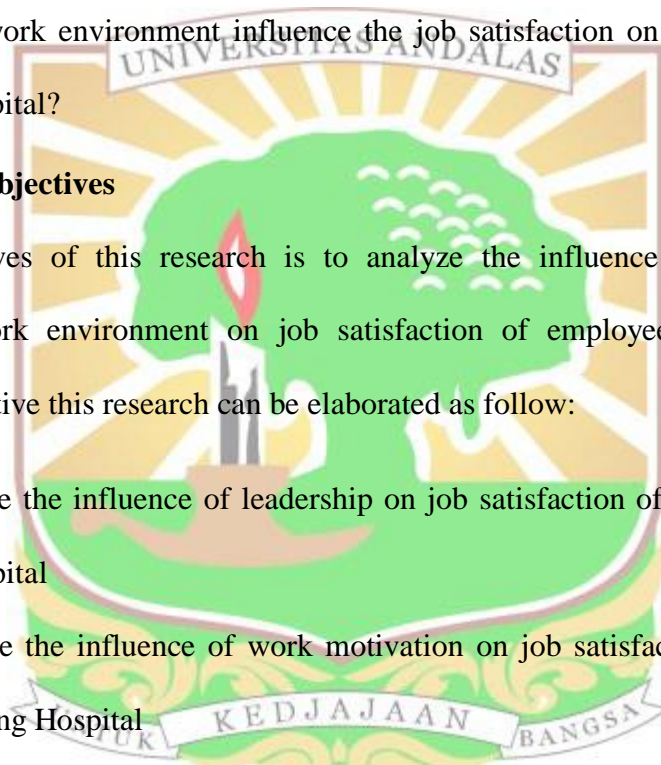 work environment influence the job satisfaction on
UNIVERSITAS ANDALAS
pital?
bjectives
ves of this research is to analyze the influence
rk environment on job satisfaction of employee
tive this research can be elaborated as follow:
e the influence of leadership on job satisfaction of
pital
e the influence of work motivation on job satisfac
ng Hospital
UNTUK KEDJAJAAN BANGSA